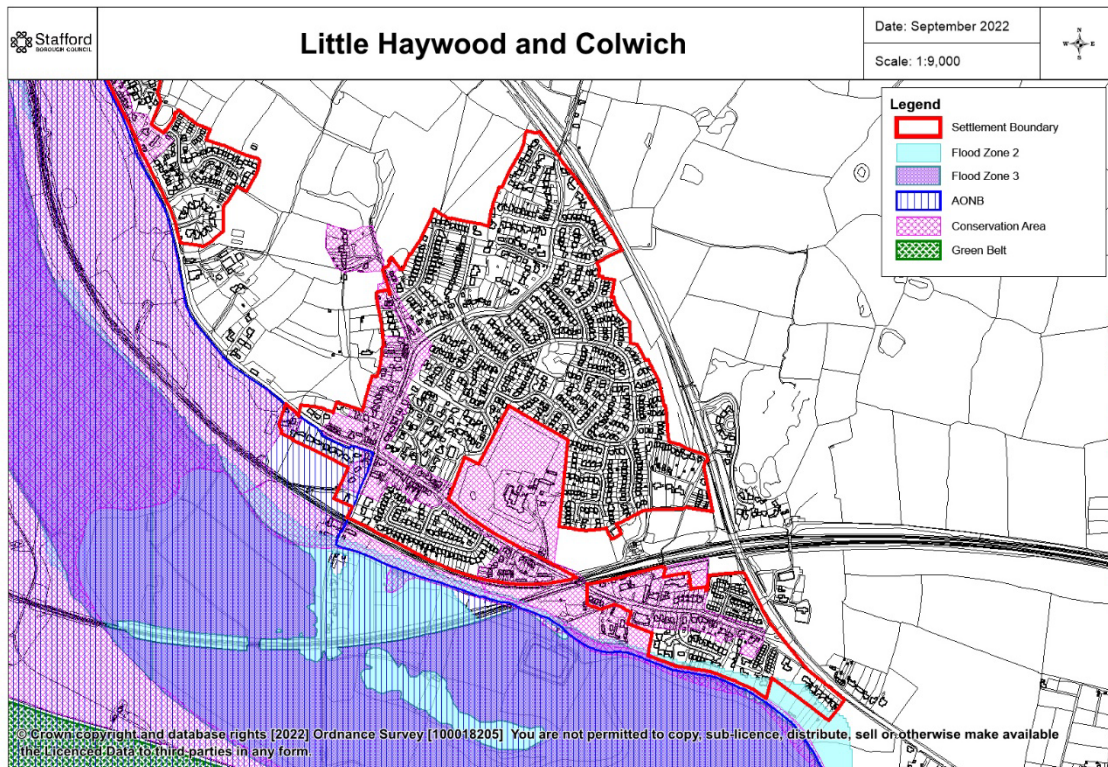 Stafford
BOROUGH COUNCIL
Little Haywood and Colwich
Date: September 2022
Scale: 1:9,000
N
W E
S
Legend
Settlement Boundary
Flood Zone 2
Flood Zone 3
AONB
Conservation Area
Green Belt
© Crown copyright and database rights [2022] Ordnance Survey [100018205] You are not permitted to copy, sub-licence, distribute, sell or otherwise make available
the Licenced Data to third parties in any form.